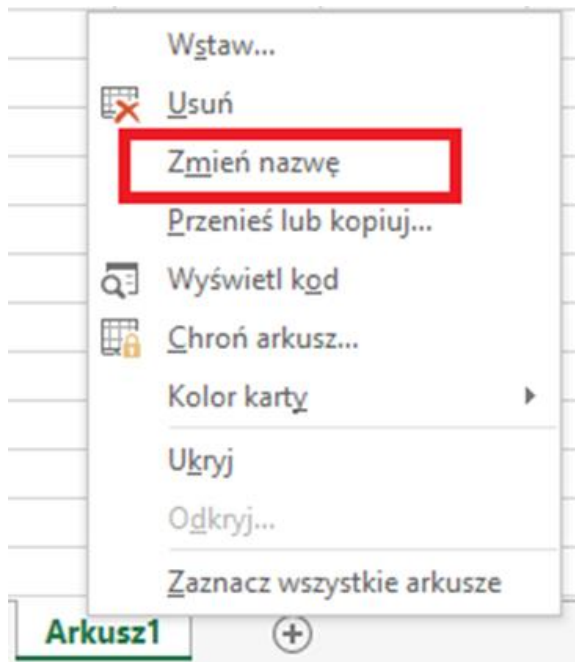 Wstaw...
Usuń
Zmień nazwę
Przenieś lub kopiuj...
Wyświetl kod
Chroń arkusz...
Kolor karty
Ukryj
Odkryj...
Zaznacz wszystkie arkusze
Arkusz1